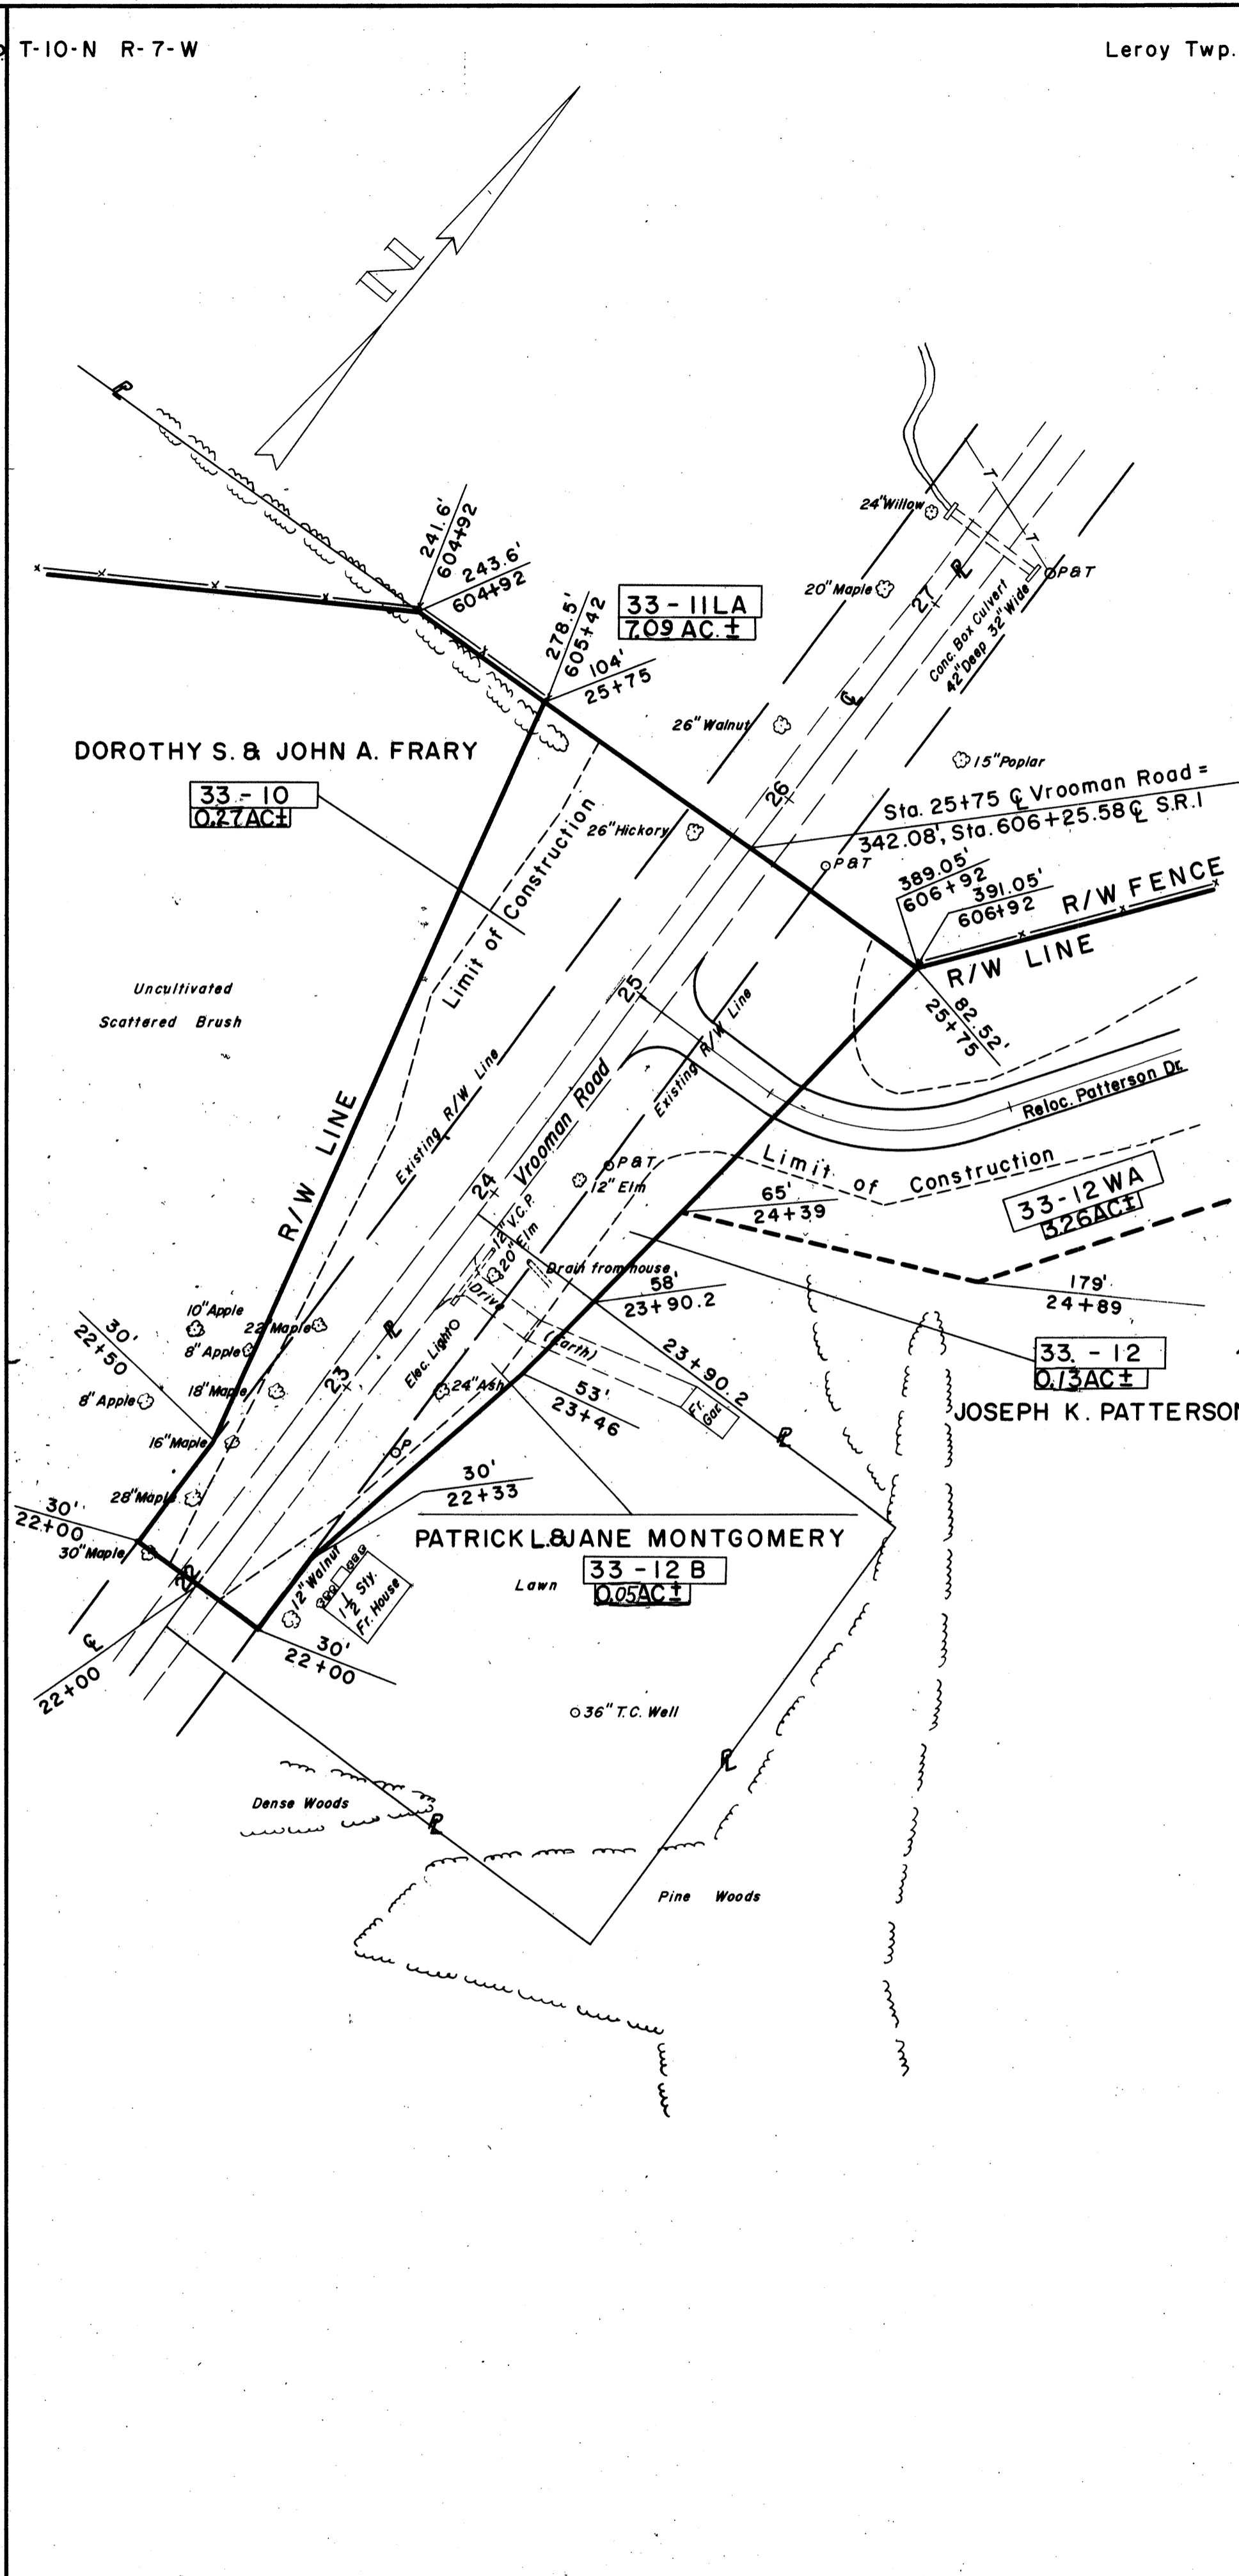 T-10-N R-7-W
Leroy Twp.
N
241.6'
604+92
243.6'
604+92
278.5'
605+42
104'
25+75
33-11LA
7.09 AC.±
24"Willow
P&T
20"Maple
27
Conc. Box Culvert
42"Deep 32"Wide
DOROTHY S. & JOHN A. FRARY
33-10
0.27AC±
26"Walnut
15"Poplar
26
Sta. 25+75 ℄ Vrooman Road =
342.08', Sta. 606+25.58 ℄ S.R.1
26"Hickory
P&T
389.05'
606+92
391.05'
606+92
R/W FENCE
R/W LINE
82.52'
25+75
Limit of Construction
Uncultivated
Scattered Brush
25
Existing R/W Line
Existing R/W Line
Vrooman Road
Reloc. Patterson Dr.
R/W LINE
24
P&T
12"Elm
Limit of Construction
65'
24+39
33-12WA
3.26AC±
12"V.C.P.
20"Elm
Drain from house
58'
23+90.2
179'
24+89
Drive
(Earth)
10"Apple
22"Maple
8"Apple
30'
22+50
Elec. Light
23+90.2
33-12
0.13AC±
JOSEPH K. PATTERSON
23
18"Maple
8"Apple
24"Ash
53'
23+46
Fr.
Gar.
16"Maple
P
30'
22+33
28"Maple
30'
22+00
30"Maple
PATRICK L. & JANE MONTGOMERY
33-12 B
0.05AC±
Lawn
22
12"Walnut
1½ Sty.
Fr. House
30'
22+00
℄
22+00
36"T.C. Well
Dense Woods
Pine Woods